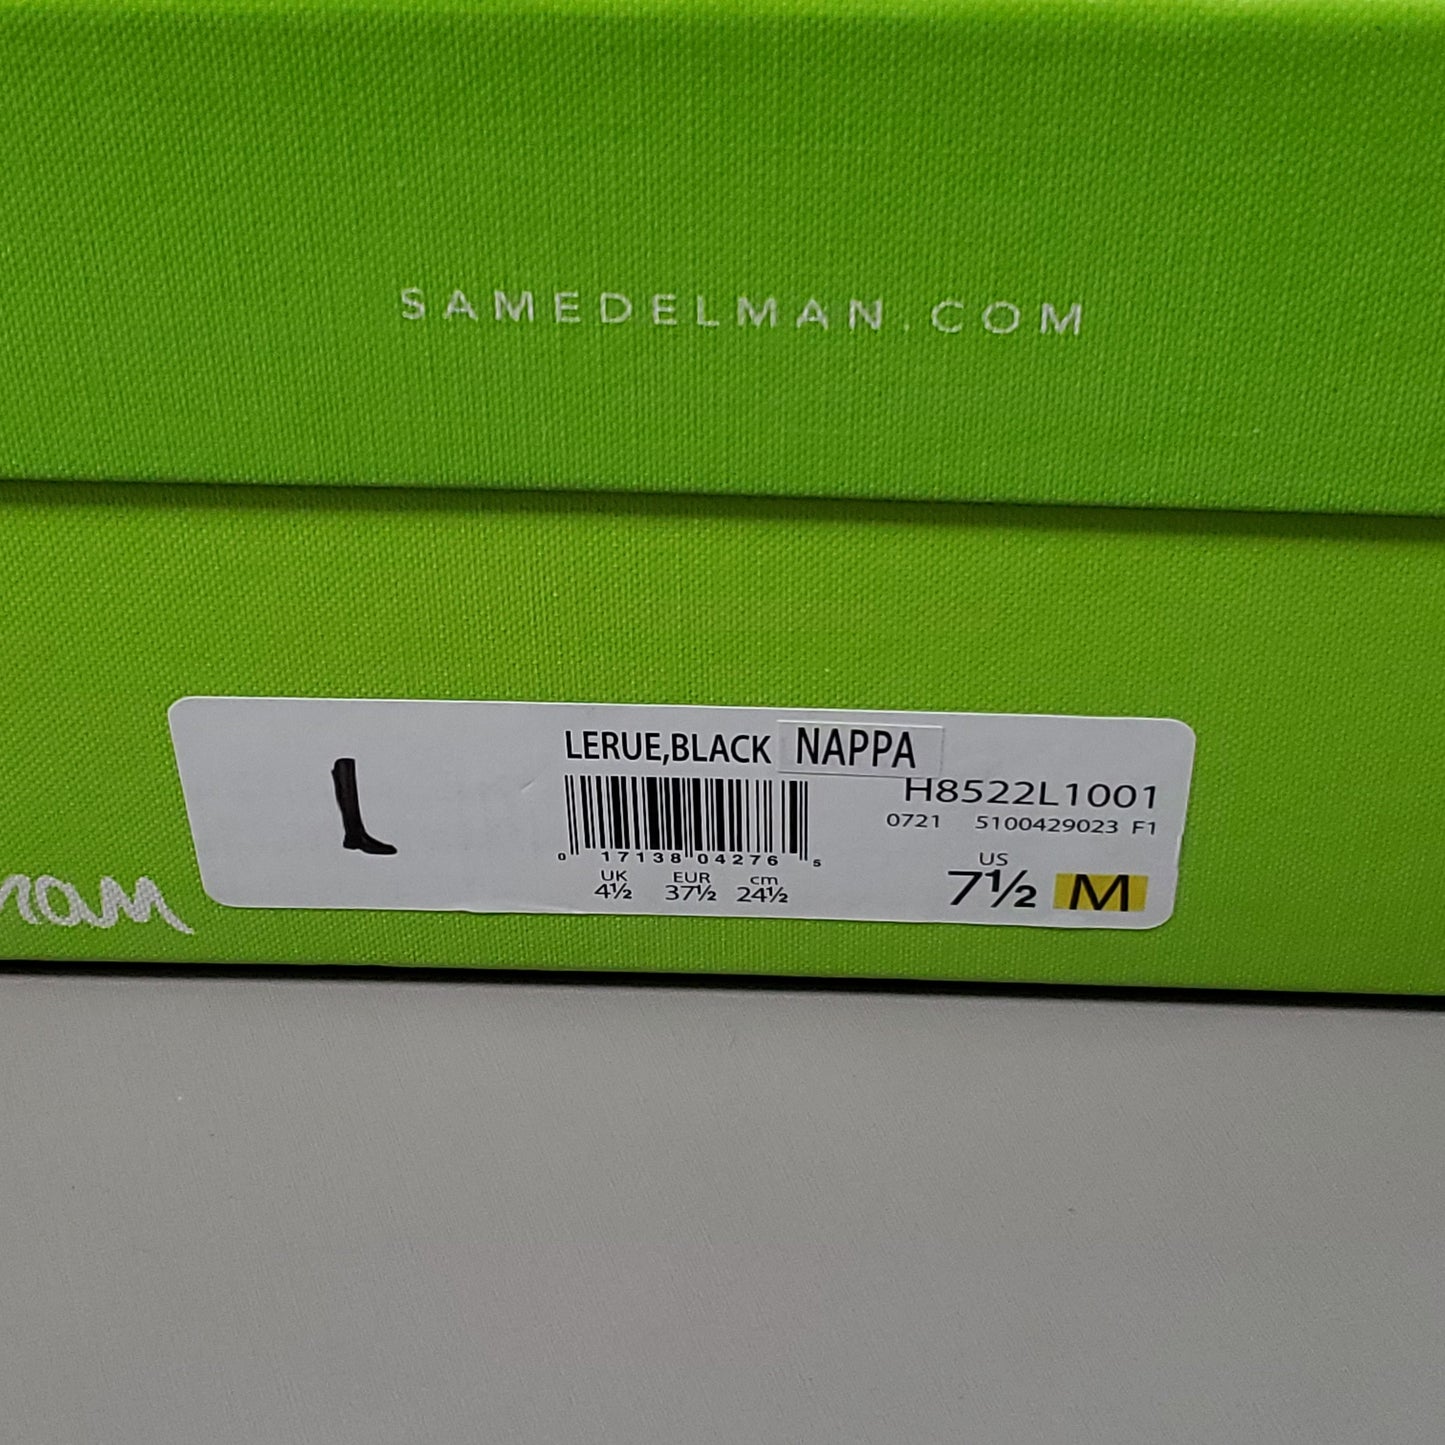 SAMEDELMAN.COM
LERUE,BLACK NAPPA
H8522L1001
0721 5100429023 F1
0 17138 04276 5
UK EUR cm
4½ 37½ 24½
US
7½ M